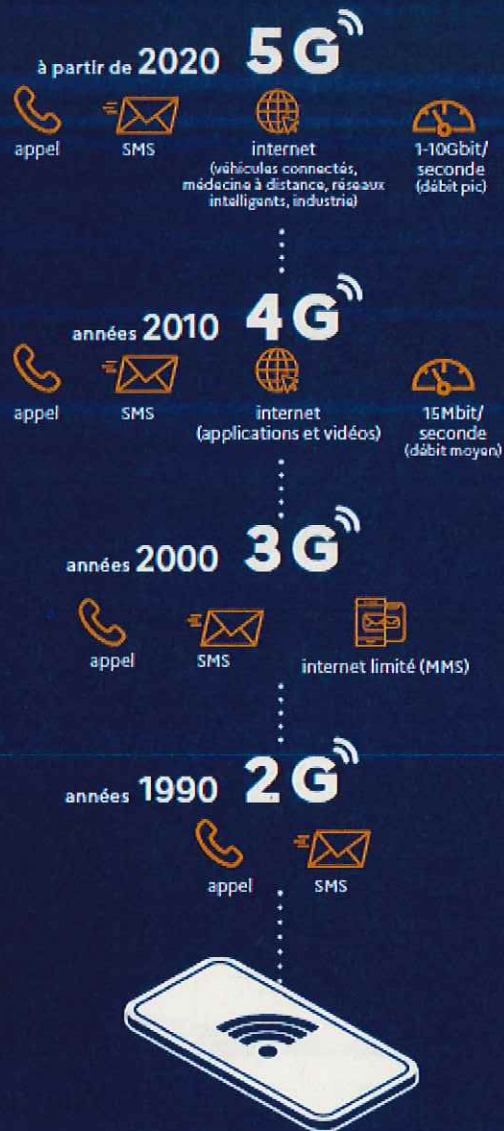 à partir de 2020 5G
appel
SMS
internet
(véhicules connectés,
médecine à distance, réseaux
intelligents, industrie)
1-10Gbit/
seconde
(débit pic)
années 2010 4G
appel
SMS
internet
(applications et vidéos)
15Mbit/
seconde
(débit moyen)
années 2000 3G
appel
SMS
internet limité (MMS)
années 1990 2G
appel
SMS